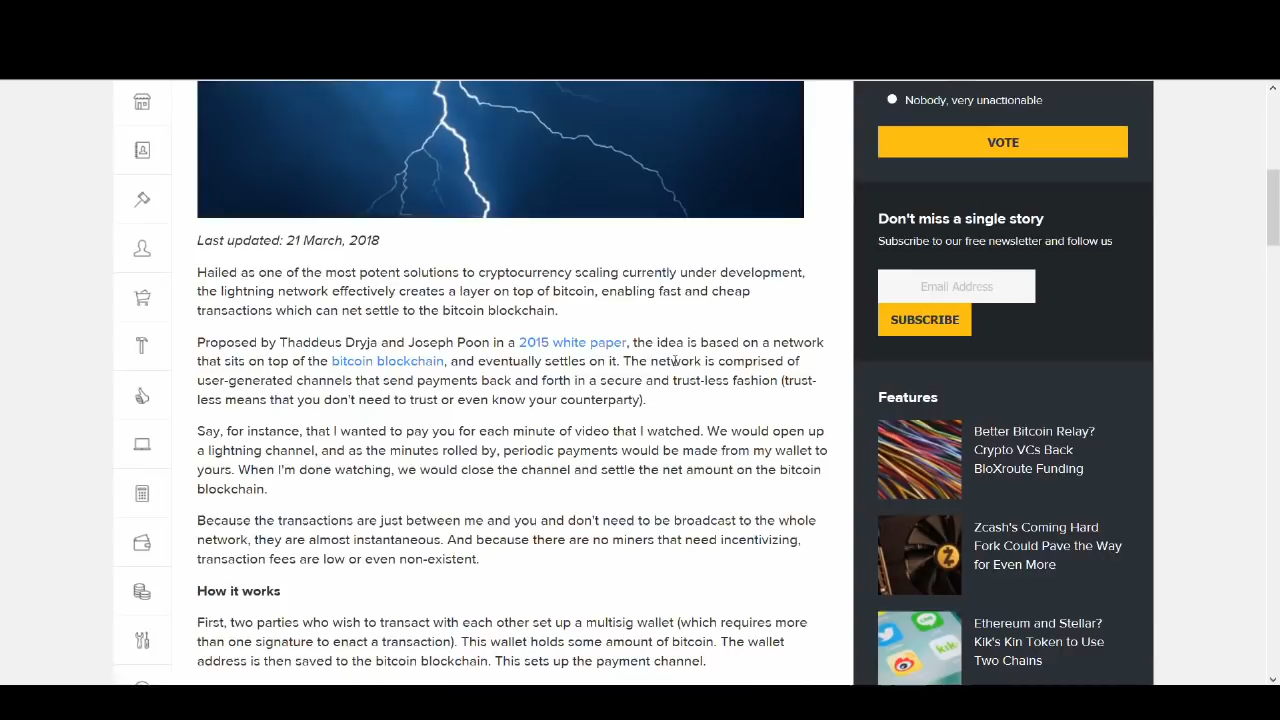 Nobody, very unactionable
VOTE
Don't miss a single story
Subscribe to our free newsletter and follow us
Email Address
SUBSCRIBE
Last updated: 21 March, 2018
Hailed as one of the most potent solutions to cryptocurrency scaling currently under development,
the lightning network effectively creates a layer on top of bitcoin, enabling fast and cheap
transactions which can net settle to the bitcoin blockchain.
Proposed by Thaddeus Dryja and Joseph Poon in a 2015 white paper, the idea is based on a network
that sits on top of the bitcoin blockchain, and eventually settles on it. The network is comprised of
user-generated channels that send payments back and forth in a secure and trust-less fashion (trust-
less means that you don't need to trust or even know your counterparty).
Say, for instance, that I wanted to pay you for each minute of video that I watched. We would open up
a lightning channel, and as the minutes rolled by, periodic payments would be made from my wallet to
yours. When I'm done watching, we would close the channel and settle the net amount on the bitcoin
blockchain.
Because the transactions are just between me and you and don't need to be broadcast to the whole
network, they are almost instantaneous. And because there are no miners that need incentivizing,
transaction fees are low or even non-existent.
How it works
First, two parties who wish to transact with each other set up a multisig wallet (which requires more
than one signature to enact a transaction). This wallet holds some amount of bitcoin. The wallet
address is then saved to the bitcoin blockchain. This sets up the payment channel.
Features
Better Bitcoin Relay?
Crypto VCs Back
BloXroute Funding
Zcash's Coming Hard
Fork Could Pave the Way
for Even More
Ethereum and Stellar?
Kik's Kin Token to Use
Two Chains